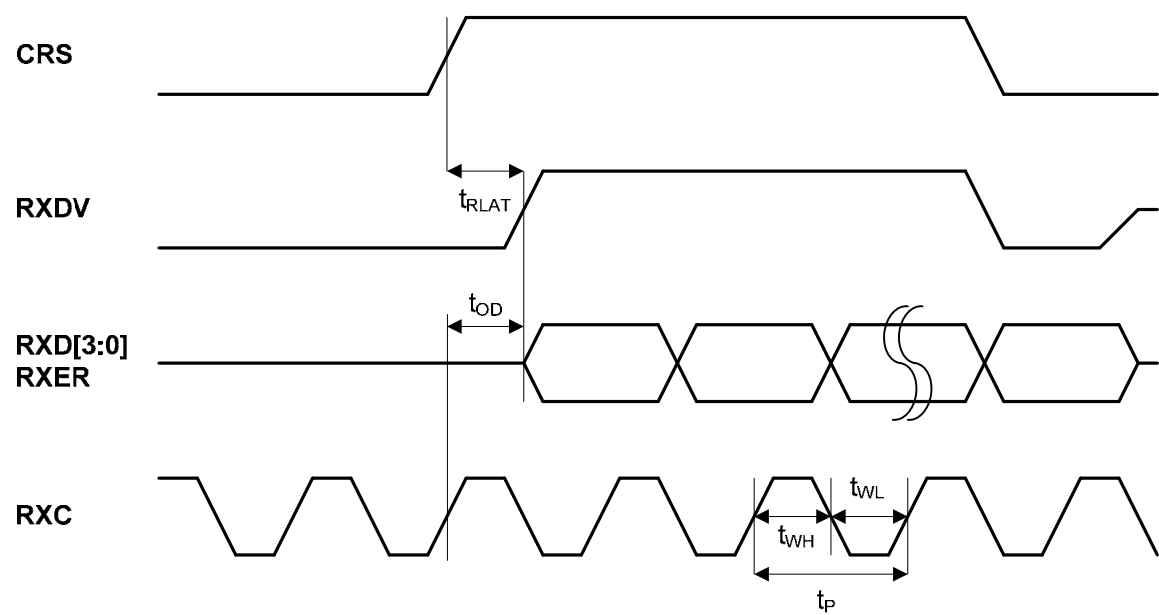 CRS
RXDV
tRLAT
tOD
RXD[3:0]
RXER
RXC
tWH
tWL
tP